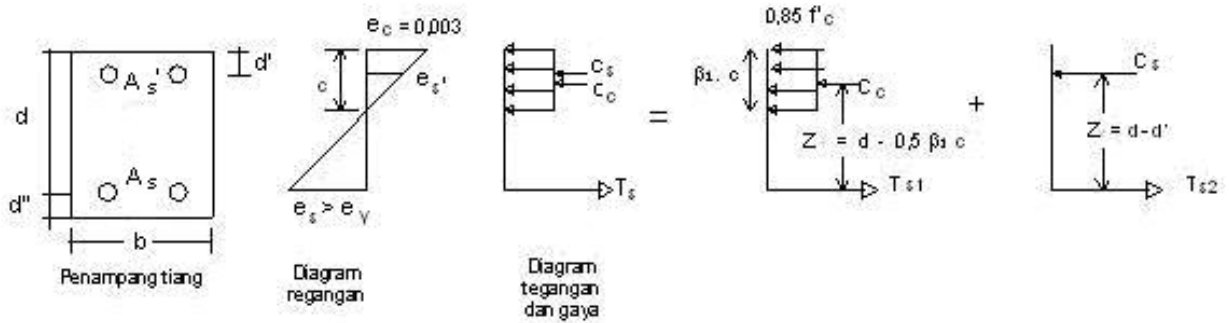 d
d'
A_s'
A_s
d''
b
Penampang tiang
e_c = 0,003
c
e_s'
e_s > e_y
Diagram
regangan
C_s
C_c
T_s
Diagram
tegangan
dan gaya
=
0,85 f'c
β1. c
C_c
Z = d - 0,5 β1 c
T_s1
+
C_s
Z = d-d'
T_s2